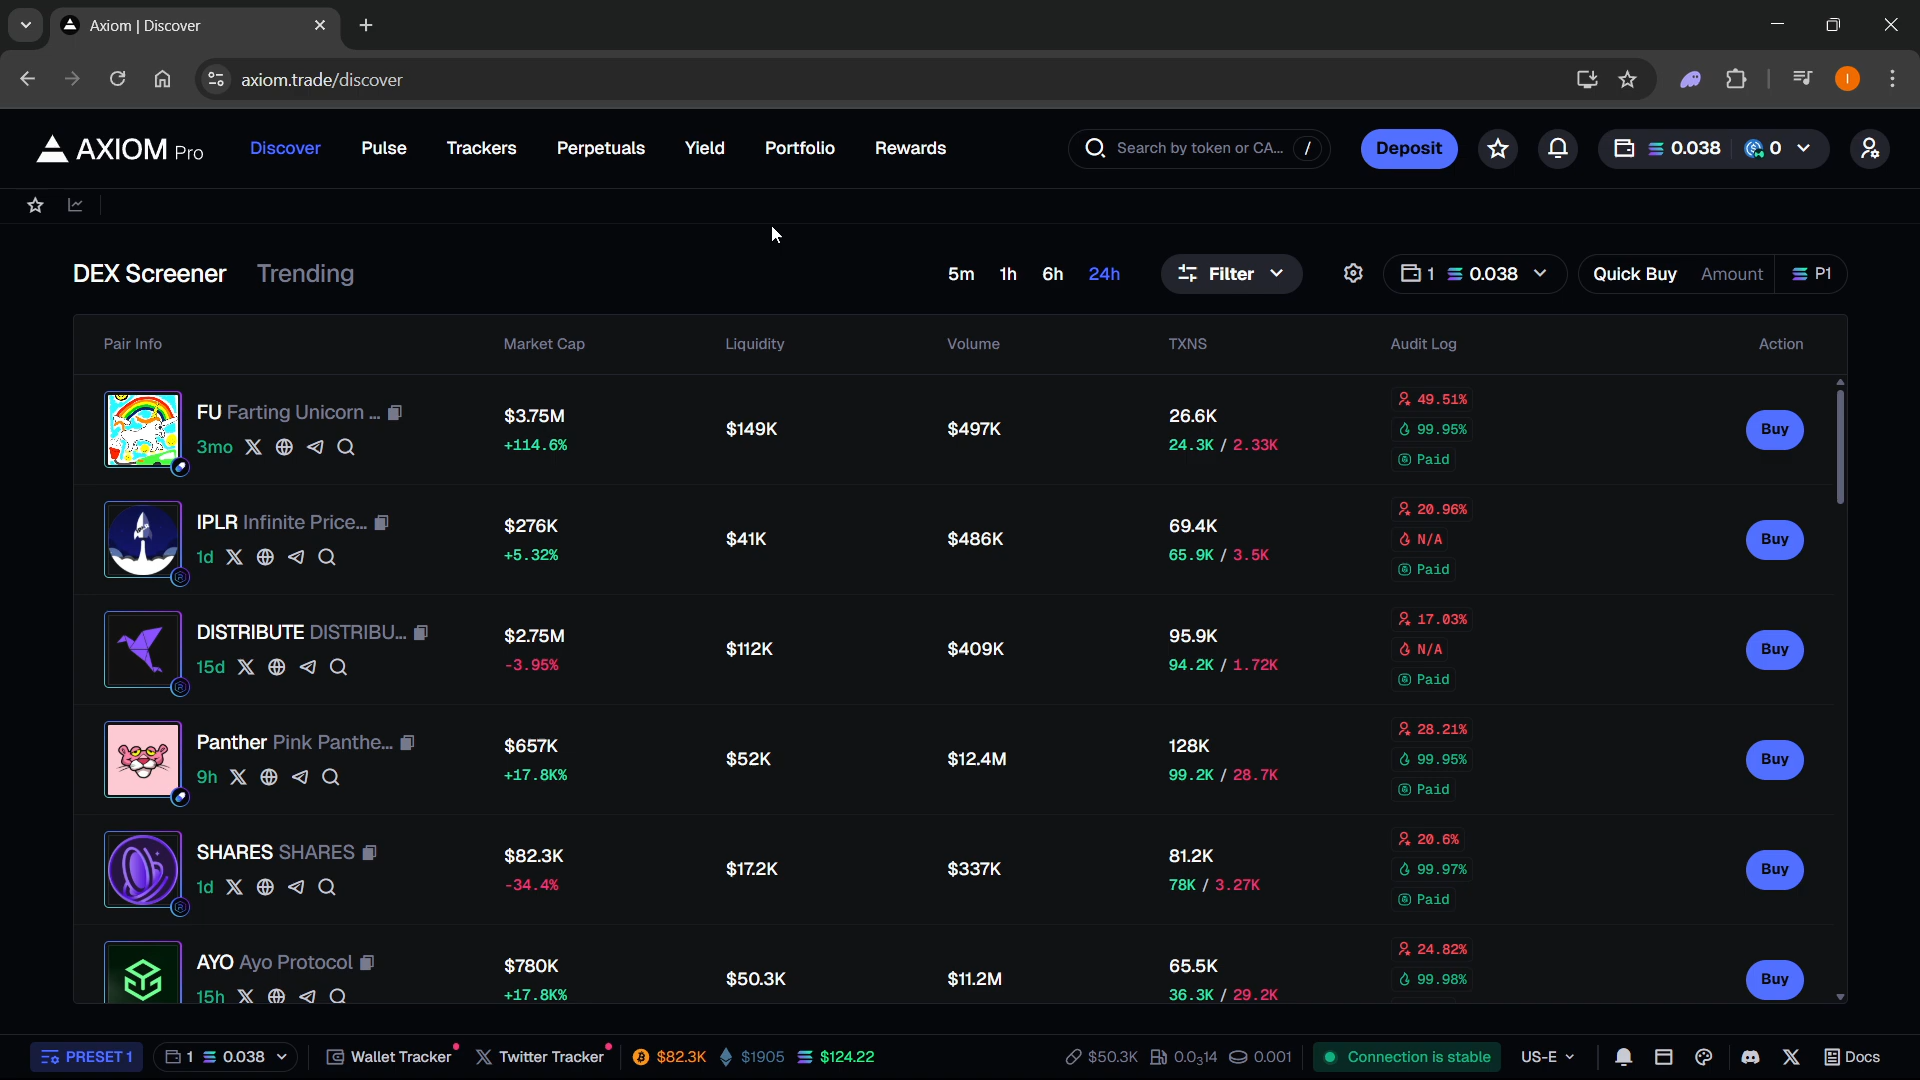 Axiom | Discover
axiom.trade/discover
I
AXIOM Pro
Discover
Pulse
Trackers
Perpetuals
Yield
Portfolio
Rewards
Search by token or CA... /
Deposit
0.038 0
DEX Screener Trending
5m 1h 6h 24h
Filter
1 0.038
Quick Buy Amount P1
Pair Info Market Cap Liquidity Volume TXNS Audit Log Action
FU Farting Unicorn ...
3mo
$3.75M
+114.6%
$149K
$497K
26.6K
24.3K / 2.33K
49.51%
99.95%
Paid
Buy
IPLR Infinite Price...
1d
$276K
+5.32%
$41K
$486K
69.4K
65.9K / 3.5K
20.96%
N/A
Paid
Buy
DISTRIBUTE DISTRIBU...
15d
$2.75M
-3.95%
$112K
$409K
95.9K
94.2K / 1.72K
17.03%
N/A
Paid
Buy
Panther Pink Panthe...
9h
$657K
+17.8K%
$52K
$12.4M
128K
99.2K / 28.7K
28.21%
99.95%
Paid
Buy
SHARES SHARES
1d
$82.3K
-34.4%
$17.2K
$337K
81.2K
78K / 3.27K
20.6%
99.97%
Paid
Buy
AYO Ayo Protocol
15h
$780K
+17.8K%
$50.3K
$11.2M
65.5K
36.3K / 29.2K
24.82%
99.98%
Buy
PRESET 1
1 0.038
Wallet Tracker
Twitter Tracker
$82.3K $1905 $124.22
$50.3K 0.0₃14 0.001
Connection is stable
US-E
Docs